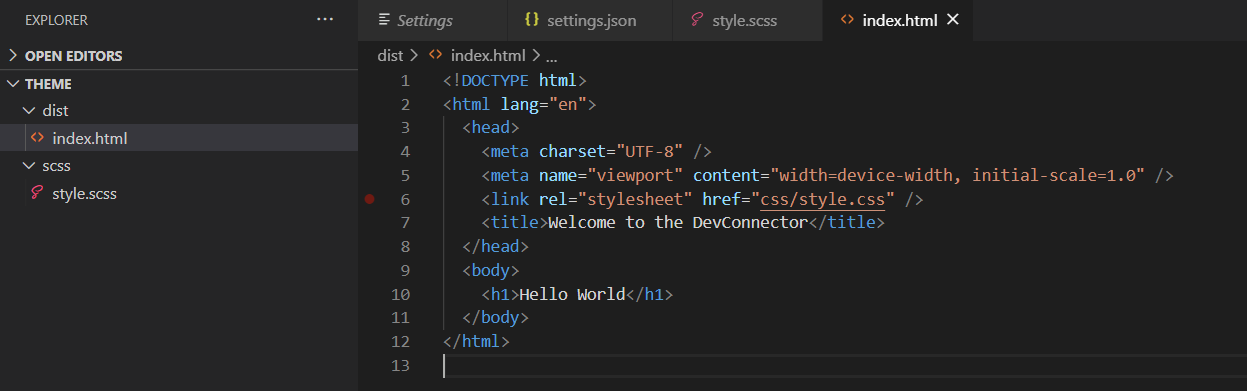 EXPLORER ...
OPEN EDITORS
THEME
dist
index.html
scss
style.scss
Settings {} settings.json style.scss <> index.html ×
dist > <> index.html > ...
1 <!DOCTYPE html>
2 <html lang="en">
3 <head>
4 <meta charset="UTF-8" />
5 <meta name="viewport" content="width=device-width, initial-scale=1.0" />
6 <link rel="stylesheet" href="css/style.css" />
7 <title>Welcome to the DevConnector</title>
8 </head>
9 <body>
10 <h1>Hello World</h1>
11 </body>
12 </html>
13